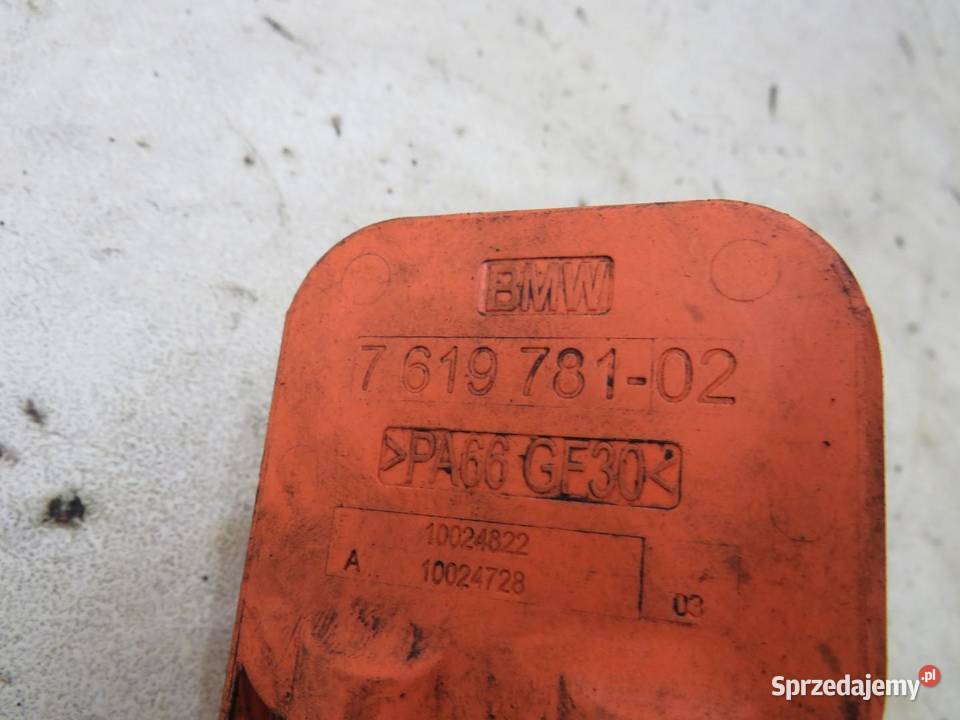 BMW
7 619 781-02
>PA66 GF30<
10024822
A 10024728
03
Sprzedajemy.pl